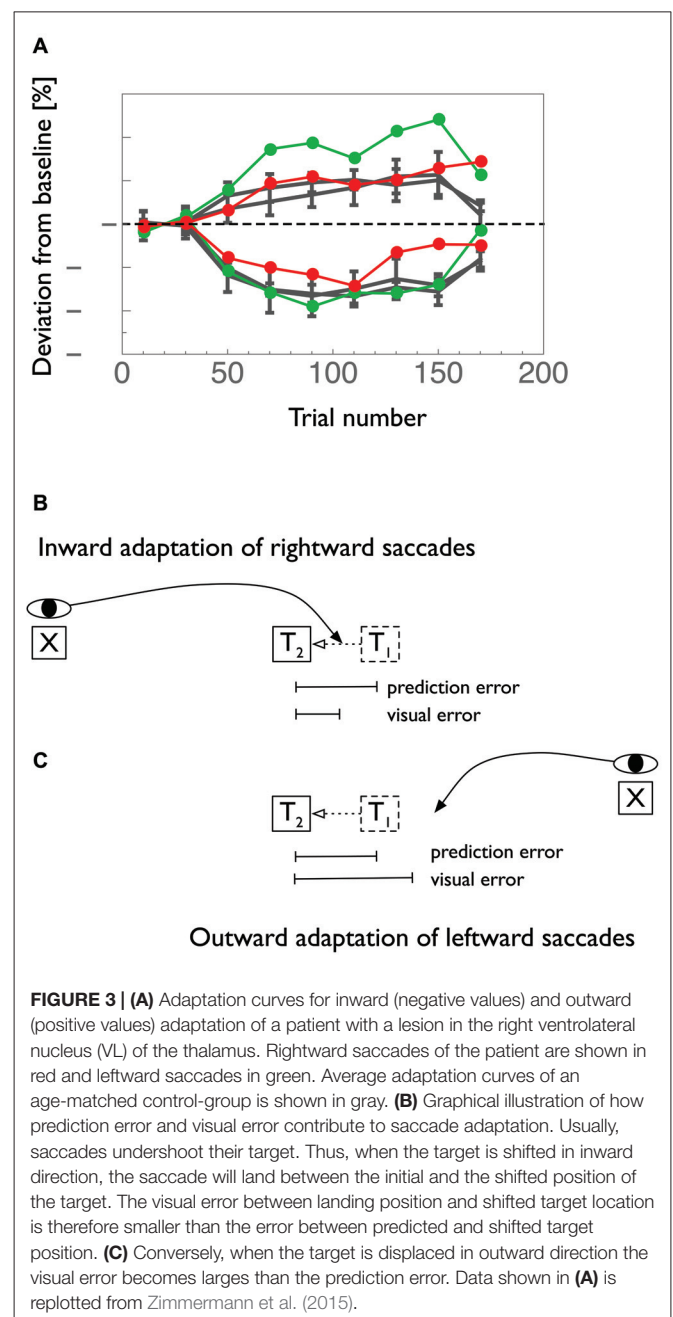 A
Deviation from baseline [%]
0 50 100 150 200
Trial number
B
Inward adaptation of rightward saccades
X T2 T1
prediction error
visual error
C
T2 T1 X
prediction error
visual error
Outward adaptation of leftward saccades
FIGURE 3 | (A) Adaptation curves for inward (negative values) and outward
(positive values) adaptation of a patient with a lesion in the right ventrolateral
nucleus (VL) of the thalamus. Rightward saccades of the patient are shown in
red and leftward saccades in green. Average adaptation curves of an
age-matched control-group is shown in gray. (B) Graphical illustration of how
prediction error and visual error contribute to saccade adaptation. Usually,
saccades undershoot their target. Thus, when the target is shifted in inward
direction, the saccade will land between the initial and the shifted position of
the target. The visual error between landing position and shifted target location
is therefore smaller than the error between predicted and shifted target
position. (C) Conversely, when the target is displaced in outward direction the
visual error becomes larges than the prediction error. Data shown in (A) is
replotted from Zimmermann et al. (2015).